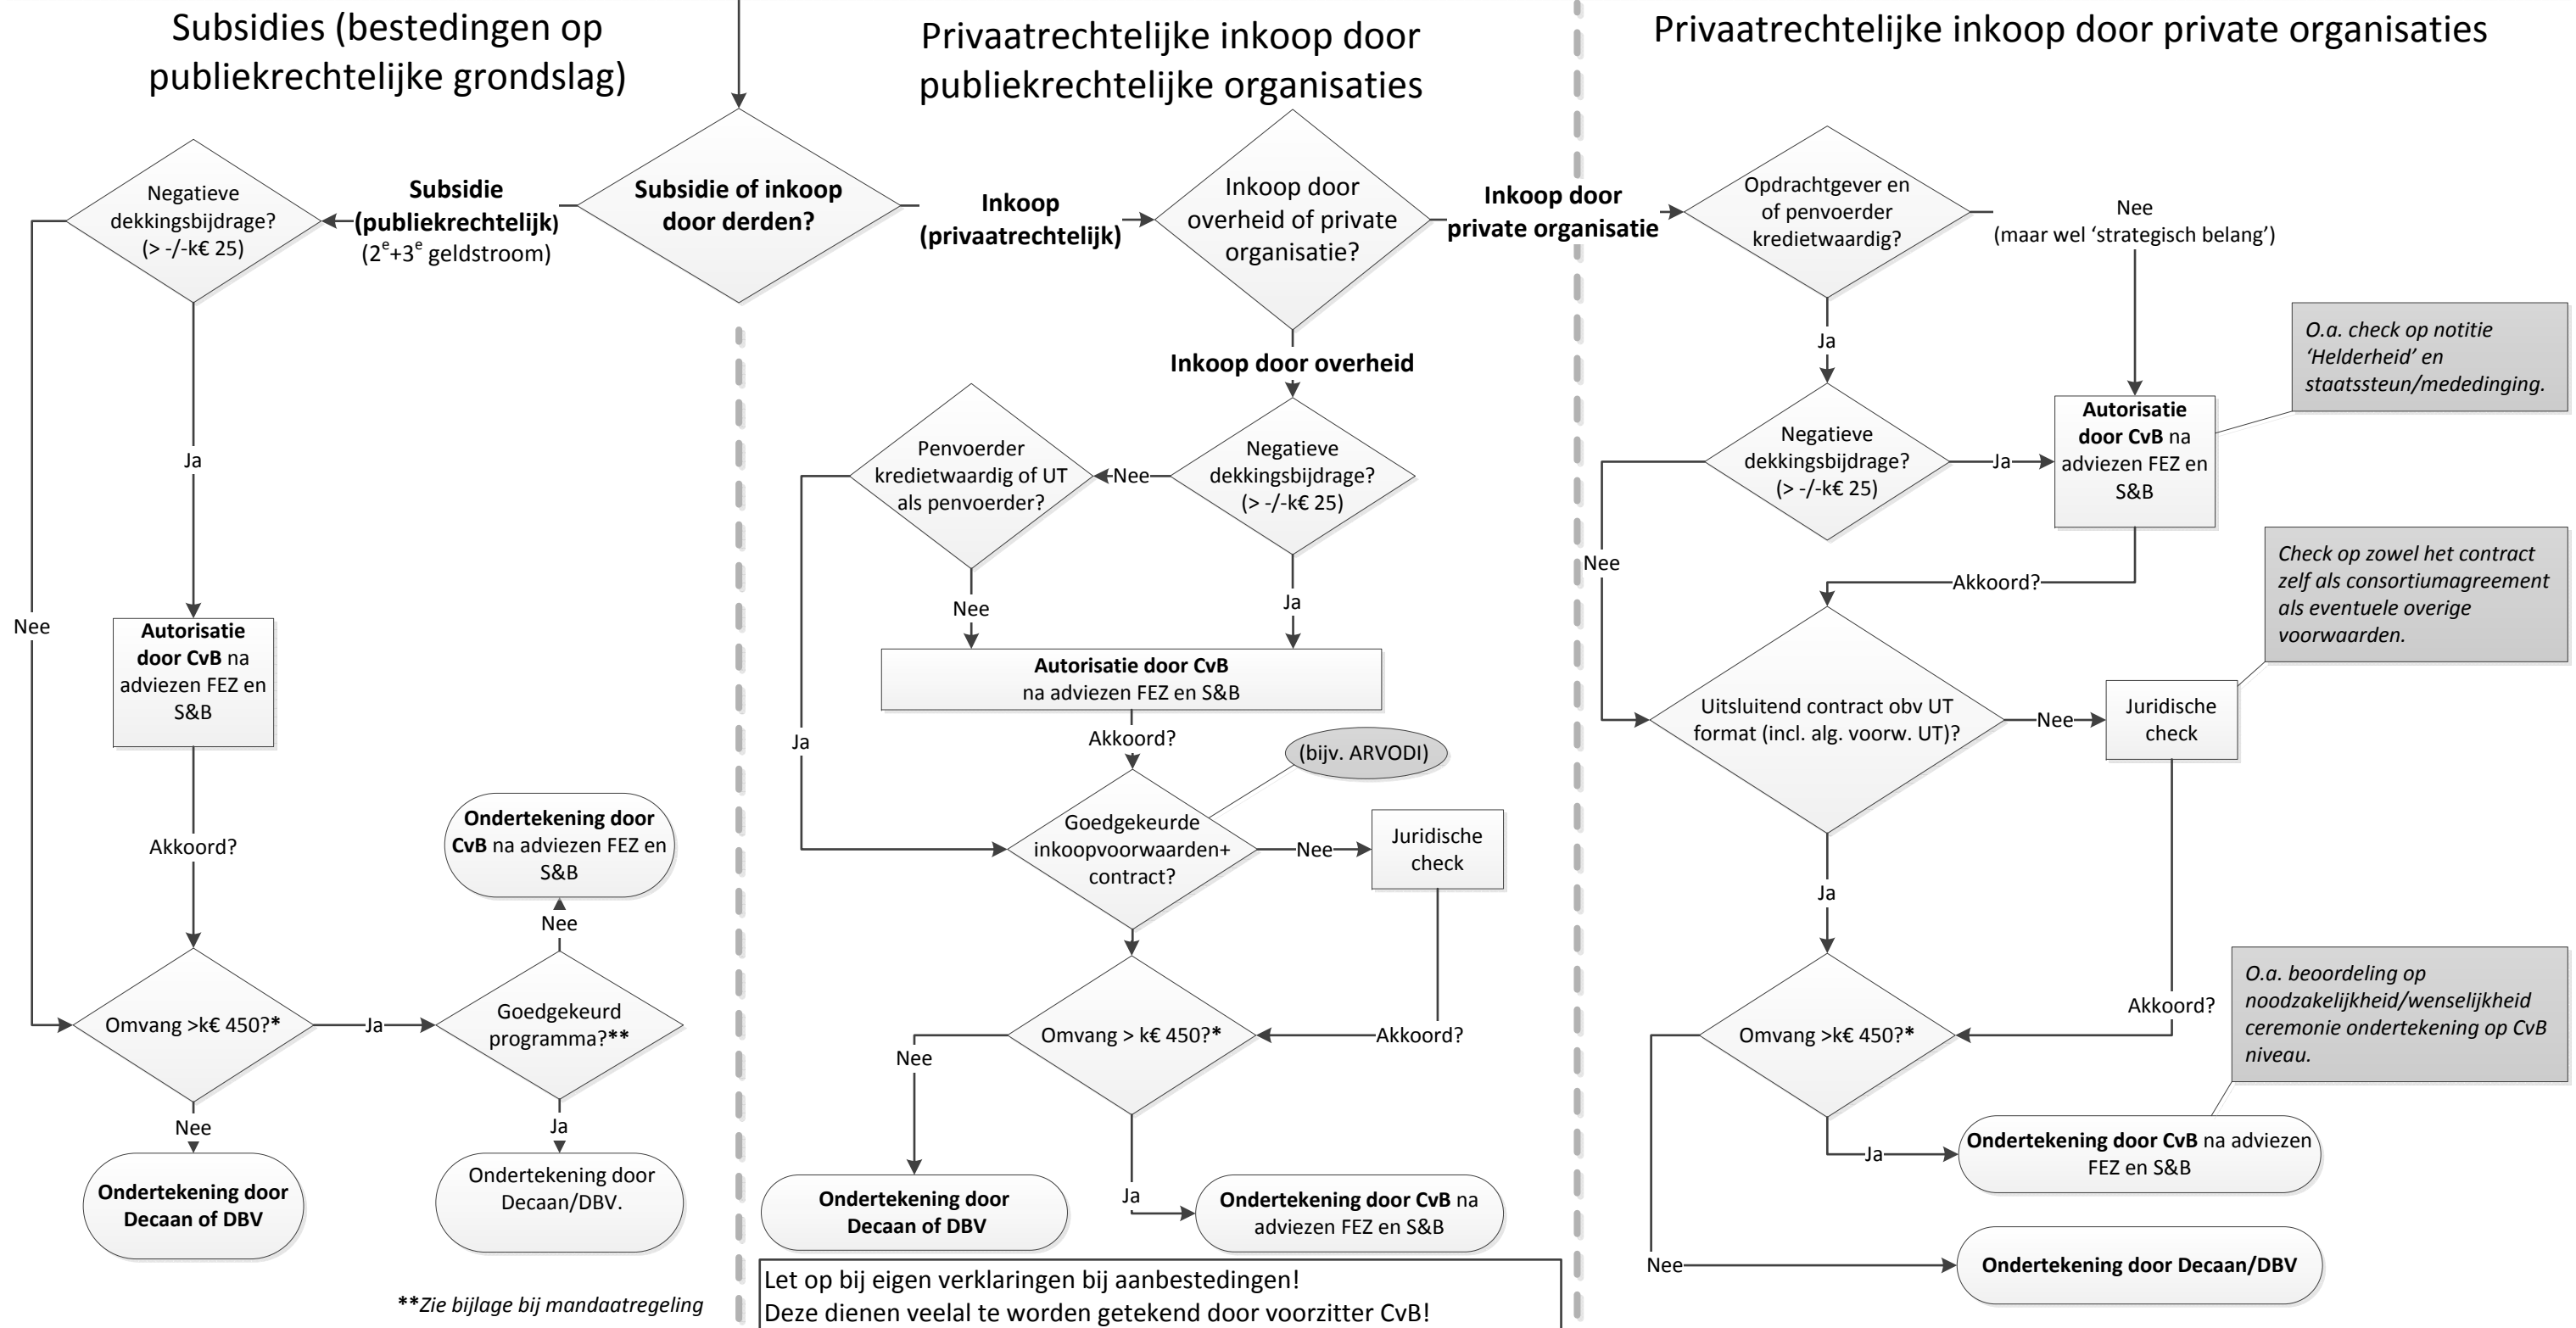 Subsidies (bestedingen op
publiekrechtelijke grondslag)
Privaatrechtelijke inkoop door
publiekrechtelijke organisaties
Privaatrechtelijke inkoop door private organisaties
Subsidie of inkoop
door derden?
Subsidie
(publiekrechtelijk)
(2e+3e geldstroom)
Negatieve
dekkingsbijdrage?
(> -/-k€ 25)
Ja
Nee
Autorisatie
door CvB na
adviezen FEZ en
S&B
Akkoord?
Omvang >k€ 450?*
Ja
Nee
Ondertekening door
Decaan of DBV
Goedgekeurd
programma?**
Nee
Ondertekening door
CvB na adviezen FEZ en
S&B
Ja
Ondertekening door
Decaan/DBV.
**Zie bijlage bij mandaatregeling
Inkoop
(privaatrechtelijk)
Inkoop door
overheid of private
organisatie?
Inkoop door overheid
Negatieve
dekkingsbijdrage?
(> -/-k€ 25)
Nee
Penvoerder
kredietwaardig of UT
als penvoerder?
Nee
Ja
Ja
Autorisatie door CvB
na adviezen FEZ en S&B
Akkoord?
(bijv. ARVODI)
Goedgekeurde
inkoopvoorwaarden+
contract?
Nee
Juridische
check
Akkoord?
Omvang > k€ 450?*
Nee
Ondertekening door
Decaan of DBV
Ja
Ondertekening door CvB na
adviezen FEZ en S&B
Let op bij eigen verklaringen bij aanbestedingen!
Deze dienen veelal te worden getekend door voorzitter CvB!
Inkoop door
private organisatie
Opdrachtgever en
of penvoerder
kredietwaardig?
Nee
(maar wel ‘strategisch belang’)
Ja
O.a. check op notitie
‘Helderheid’ en
staatssteun/mededinging.
Negatieve
dekkingsbijdrage?
(> -/-k€ 25)
Ja
Autorisatie
door CvB na
adviezen FEZ en
S&B
Nee
Akkoord?
Check op zowel het contract
zelf als consortiumagreement
als eventuele overige
voorwaarden.
Uitsluitend contract obv UT
format (incl. alg. voorw. UT)?
Nee
Juridische
check
Ja
Akkoord?
O.a. beoordeling op
noodzakelijkheid/wenselijkheid
ceremonie ondertekening op CvB
niveau.
Omvang >k€ 450?*
Ja
Ondertekening door CvB na adviezen
FEZ en S&B
Nee
Ondertekening door Decaan/DBV